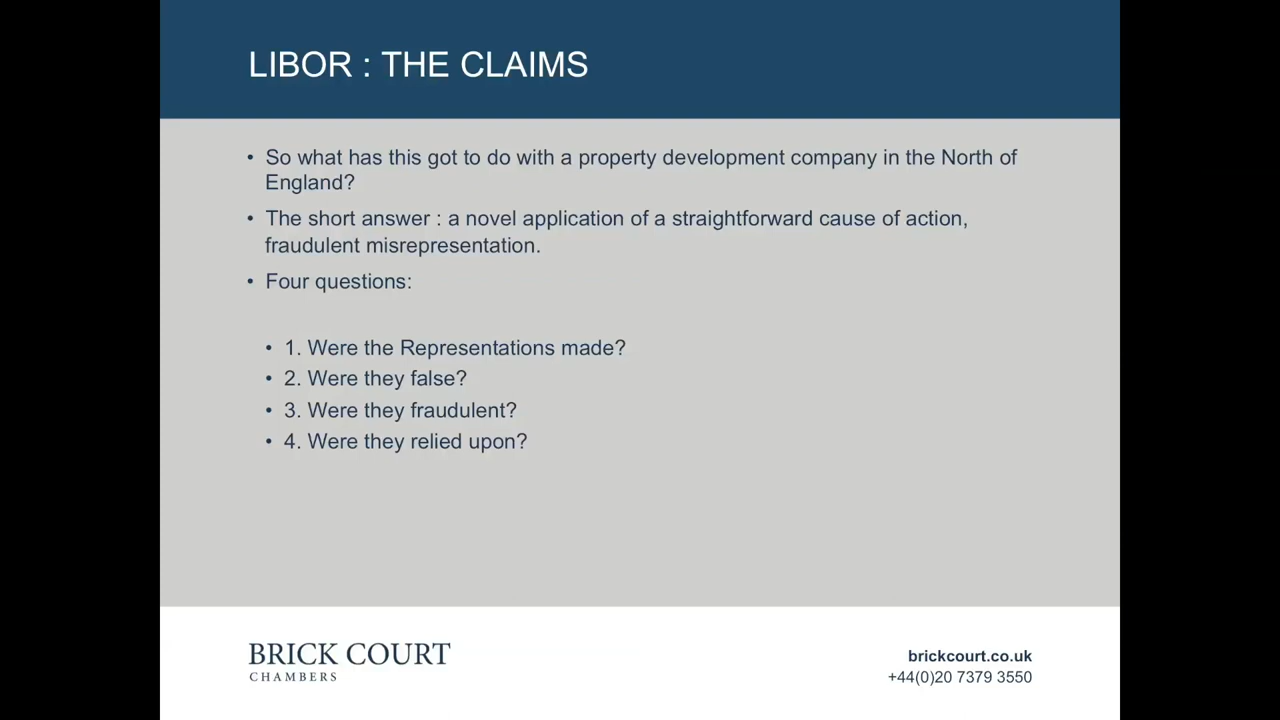 LIBOR : THE CLAIMS
• So what has this got to do with a property development company in the North of
England?
• The short answer : a novel application of a straightforward cause of action,
fraudulent misrepresentation.
• Four questions:
• 1. Were the Representations made?
• 2. Were they false?
• 3. Were they fraudulent?
• 4. Were they relied upon?
BRICK COURT
CHAMBERS
brickcourt.co.uk
+44(0)20 7379 3550